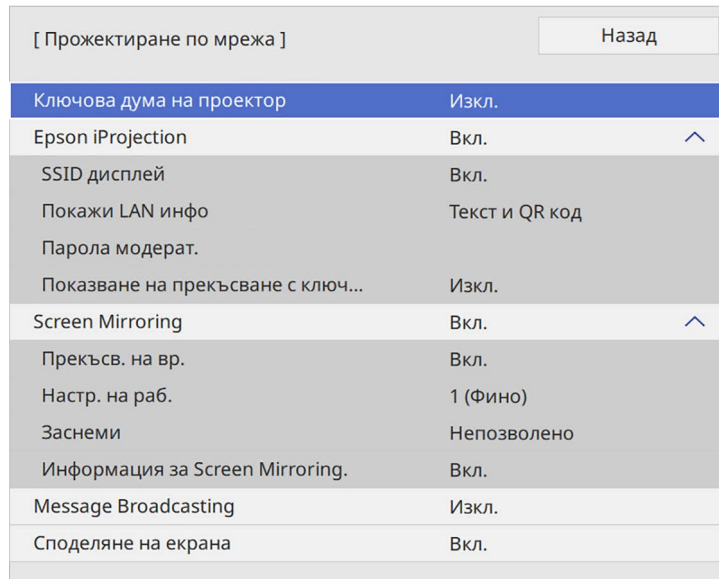 [ Прожектиране по мрежа ] Назад
Ключова дума на проектор Изкл.
Epson iProjection Вкл.
SSID дисплей Вкл.
Покажи LAN инфо Текст и QR код
Парола модерат.
Показване на прекъсване с ключ... Изкл.
Screen Mirroring Вкл.
Прекъсв. на вр. Вкл.
Настр. на раб. 1 (Фино)
Заснеми Непозволено
Информация за Screen Mirroring. Вкл.
Message Broadcasting Изкл.
Споделяне на екрана Вкл.